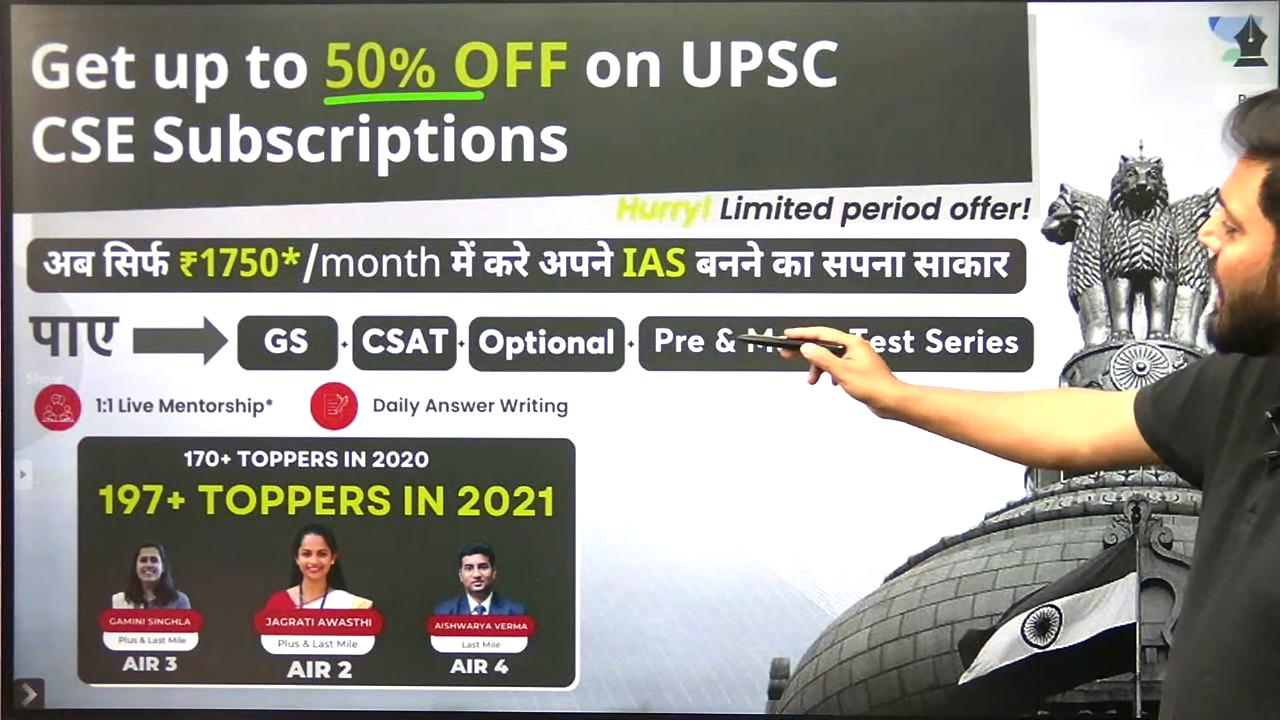 Get up to 50% OFF on UPSC
CSE Subscriptions
Hurry! Limited period offer!
अब सिर्फ ₹1750*/month में करे अपने IAS बनने का सपना साकार
पाए
GS
CSAT
Optional
Pre & Test Series
Show
1:1 Live Mentorship*
Daily Answer Writing
170+ TOPPERS IN 2020
197+ TOPPERS IN 2021
GAMINI SINGHLA
Plus & Last Mile
AIR 3
JAGRATI AWASTHI
Plus & Last Mile
AIR 2
AISHWARYA VERMA
Last Mile
AIR 4